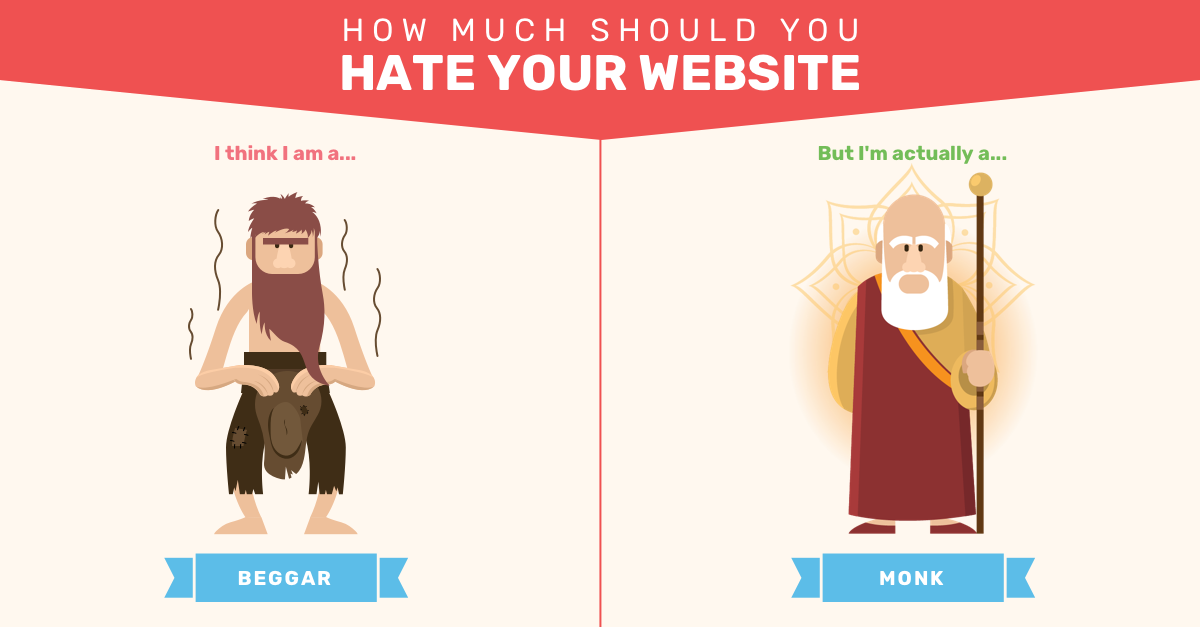 HOW MUCH SHOULD YOU
HATE YOUR WEBSITE
I think I am a...
But I'm actually a...
BEGGAR
MONK